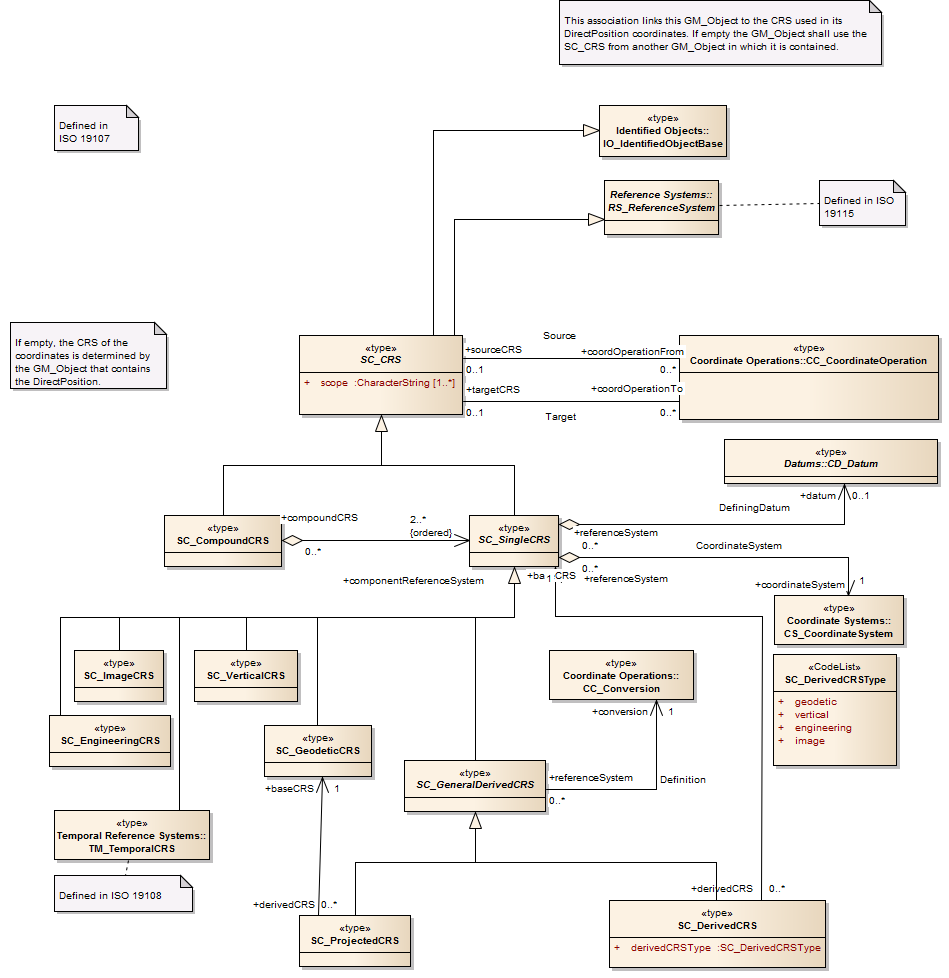 This association links this GM_Object to the CRS used in its
DirectPosition coordinates. If empty the GM_Object shall use the
SC_CRS from another GM_Object in which it is contained.
Defined in
ISO 19107
«type»
Identified Objects::
IO_IdentifiedObjectBase
Reference Systems::
RS_ReferenceSystem
Defined in ISO
19115
If empty, the CRS of the
coordinates is determined by
the GM_Object that contains
the DirectPosition.
«type»
SC_CRS
+ scope :CharacterString [1..*]
Source
+sourceCRS
+coordOperationFrom
0..1
0..*
+targetCRS
+coordOperationTo
0..1
0..*
Target
«type»
Coordinate Operations::CC_CoordinateOperation
«type»
Datums::CD_Datum
+datum
0..1
DefiningDatum
«type»
SC_CompoundCRS
+compoundCRS
0..*
2..*
{ordered}
+componentReferenceSystem
«type»
SC_SingleCRS
+referenceSystem
0..*
CoordinateSystem
0..*
+referenceSystem
+coordinateSystem
1
+ba
CRS
1
«type»
Coordinate Systems::
CS_CoordinateSystem
«type»
SC_ImageCRS
«type»
SC_VerticalCRS
«type»
Coordinate Operations::
CC_Conversion
«CodeList»
SC_DerivedCRSType
+ geodetic
+ vertical
+ engineering
+ image
«type»
SC_EngineeringCRS
«type»
SC_GeodeticCRS
+conversion
1
+baseCRS
1
«type»
SC_GeneralDerivedCRS
+referenceSystem
0..*
Definition
«type»
Temporal Reference Systems::
TM_TemporalCRS
Defined in ISO 19108
+derivedCRS
0..*
+derivedCRS
0..*
«type»
SC_ProjectedCRS
«type»
SC_DerivedCRS
+ derivedCRSType :SC_DerivedCRSType